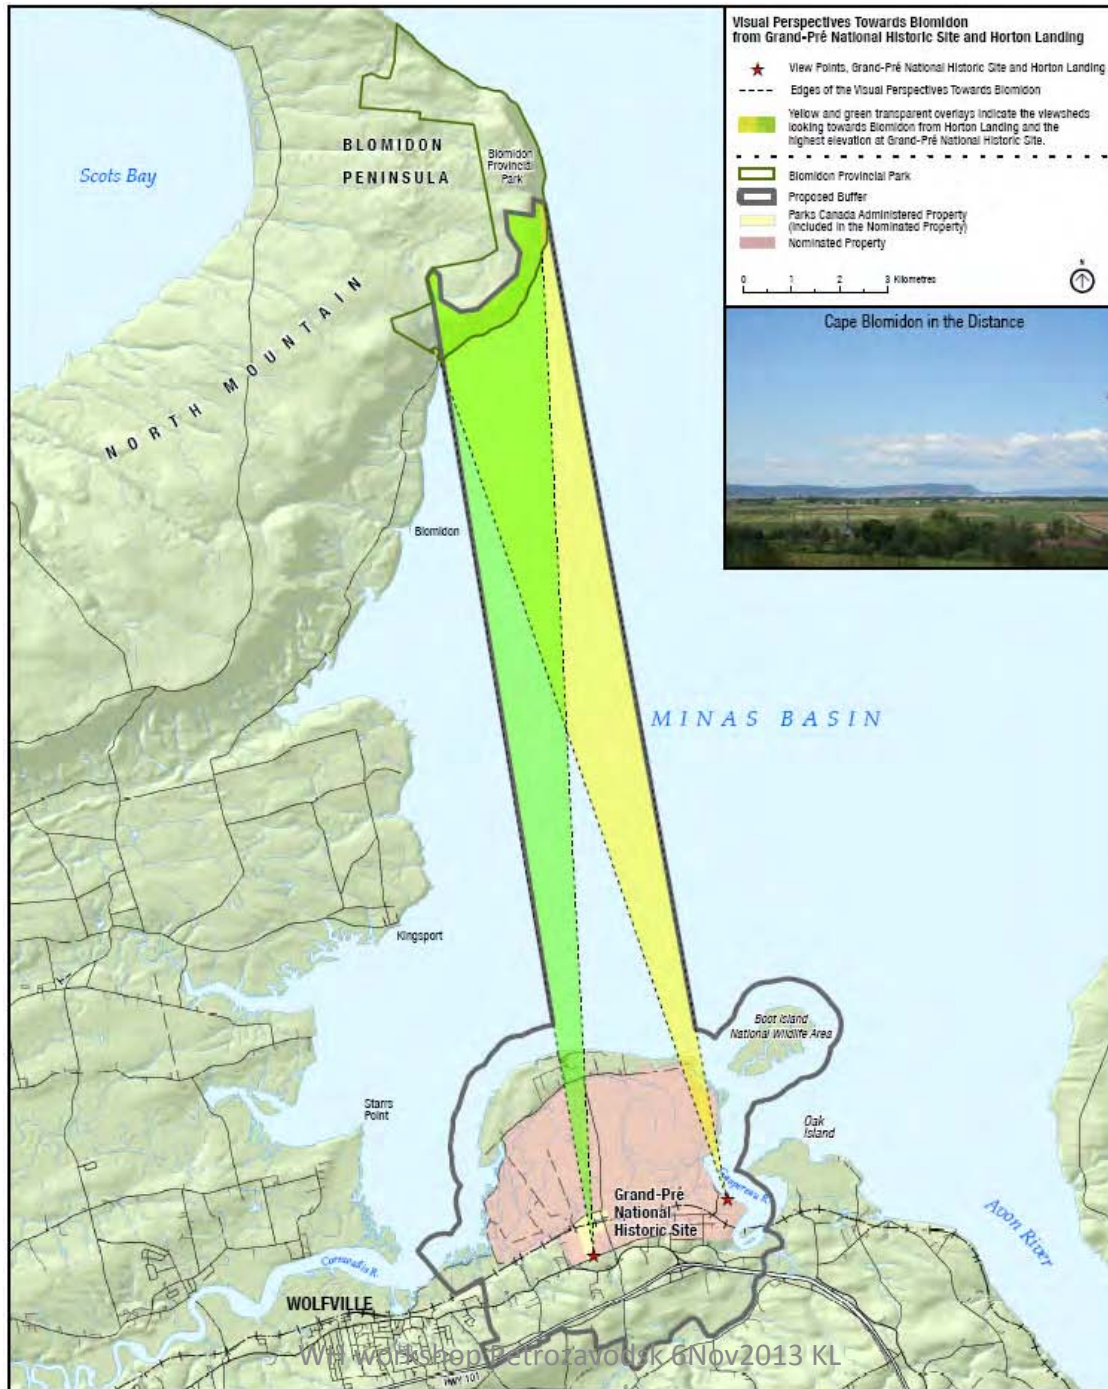 Visual Perspectives Towards Blomidon
from Grand-Pré National Historic Site and Horton Landing
View Points, Grand-Pré National Historic Site and Horton Landing
Edges of the Visual Perspectives Towards Blomidon
Yellow and green transparent overlays indicate the viewsheds
looking towards Blomidon from Horton Landing and the
highest elevation at Grand-Pré National Historic Site.
Blomidon Provincial Park
Proposed Buffer
Parks Canada Administered Property
(included in the Nominated Property)
Nominated Property
0 1 2 3 Kilometres
N
Cape Blomidon in the Distance
Scots Bay
BLOMIDON
PENINSULA
Blomidon
Provincial
Park
NORTH MOUNTAIN
Blomidon
MINAS BASIN
Kingsport
Boot Island
National Wildlife Area
Starrs
Point
Oak
Island
Gaspereau R.
Grand-Pré
National
Historic Site
Avon River
Cornwallis R.
WOLFVILLE
WH workshop Petrozavodsk 6Nov2013 KL
HWY 101